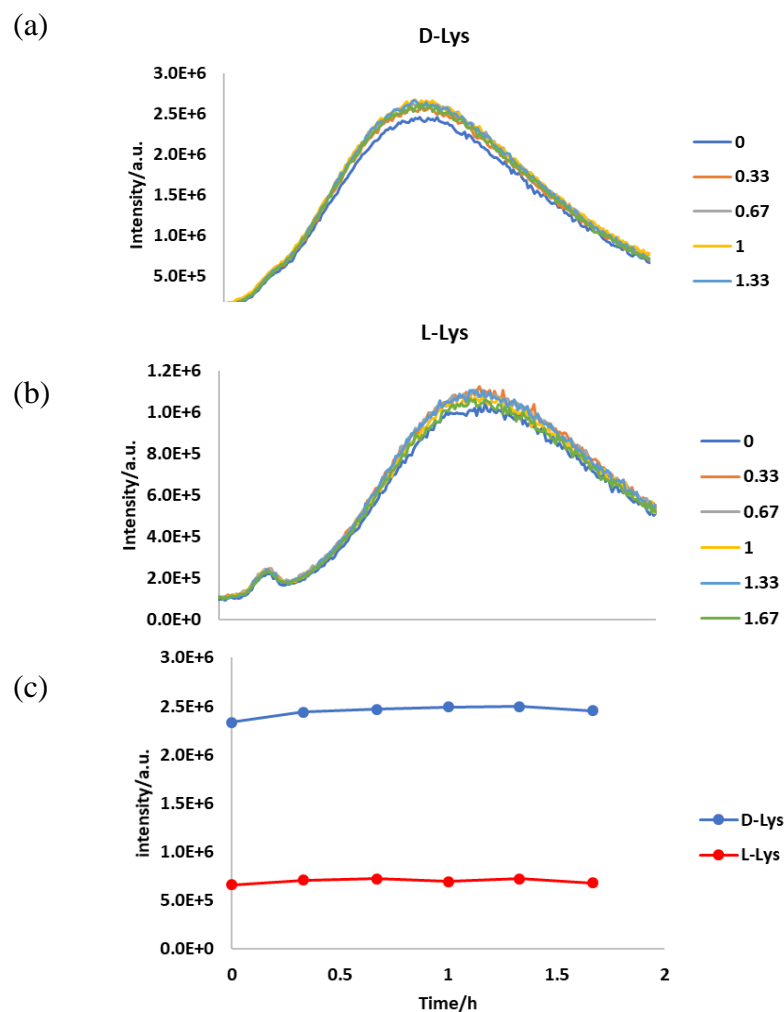 (a)
D-Lys
Intensity/a.u.
3.0E+6
2.5E+6
2.0E+6
1.5E+6
1.0E+6
5.0E+5
0
0.33
0.67
1
1.33
(b)
L-Lys
Intensity/a.u.
1.2E+6
1.0E+6
8.0E+5
6.0E+5
4.0E+5
2.0E+5
0.0E+0
0
0.33
0.67
1
1.33
1.67
(c)
intensity/a.u.
3.0E+6
2.5E+6
2.0E+6
1.5E+6
1.0E+6
5.0E+5
0.0E+0
D-Lys
L-Lys
0 0.5 1 1.5 2
Time/h